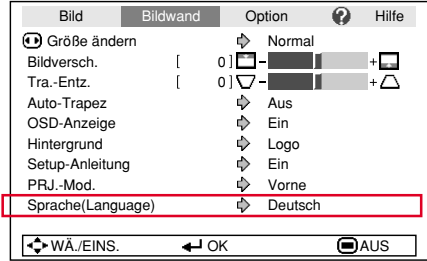 Bild Bildwand Option ? Hilfe
Größe ändern Normal
Bildversch. [ 0 ] - +
Tra.-Entz. [ 0 ] - +
Auto-Trapez Aus
OSD-Anzeige Ein
Hintergrund Logo
Setup-Anleitung Ein
PRJ.-Mod. Vorne
Sprache(Language) Deutsch
WÄ./EINS. OK AUS